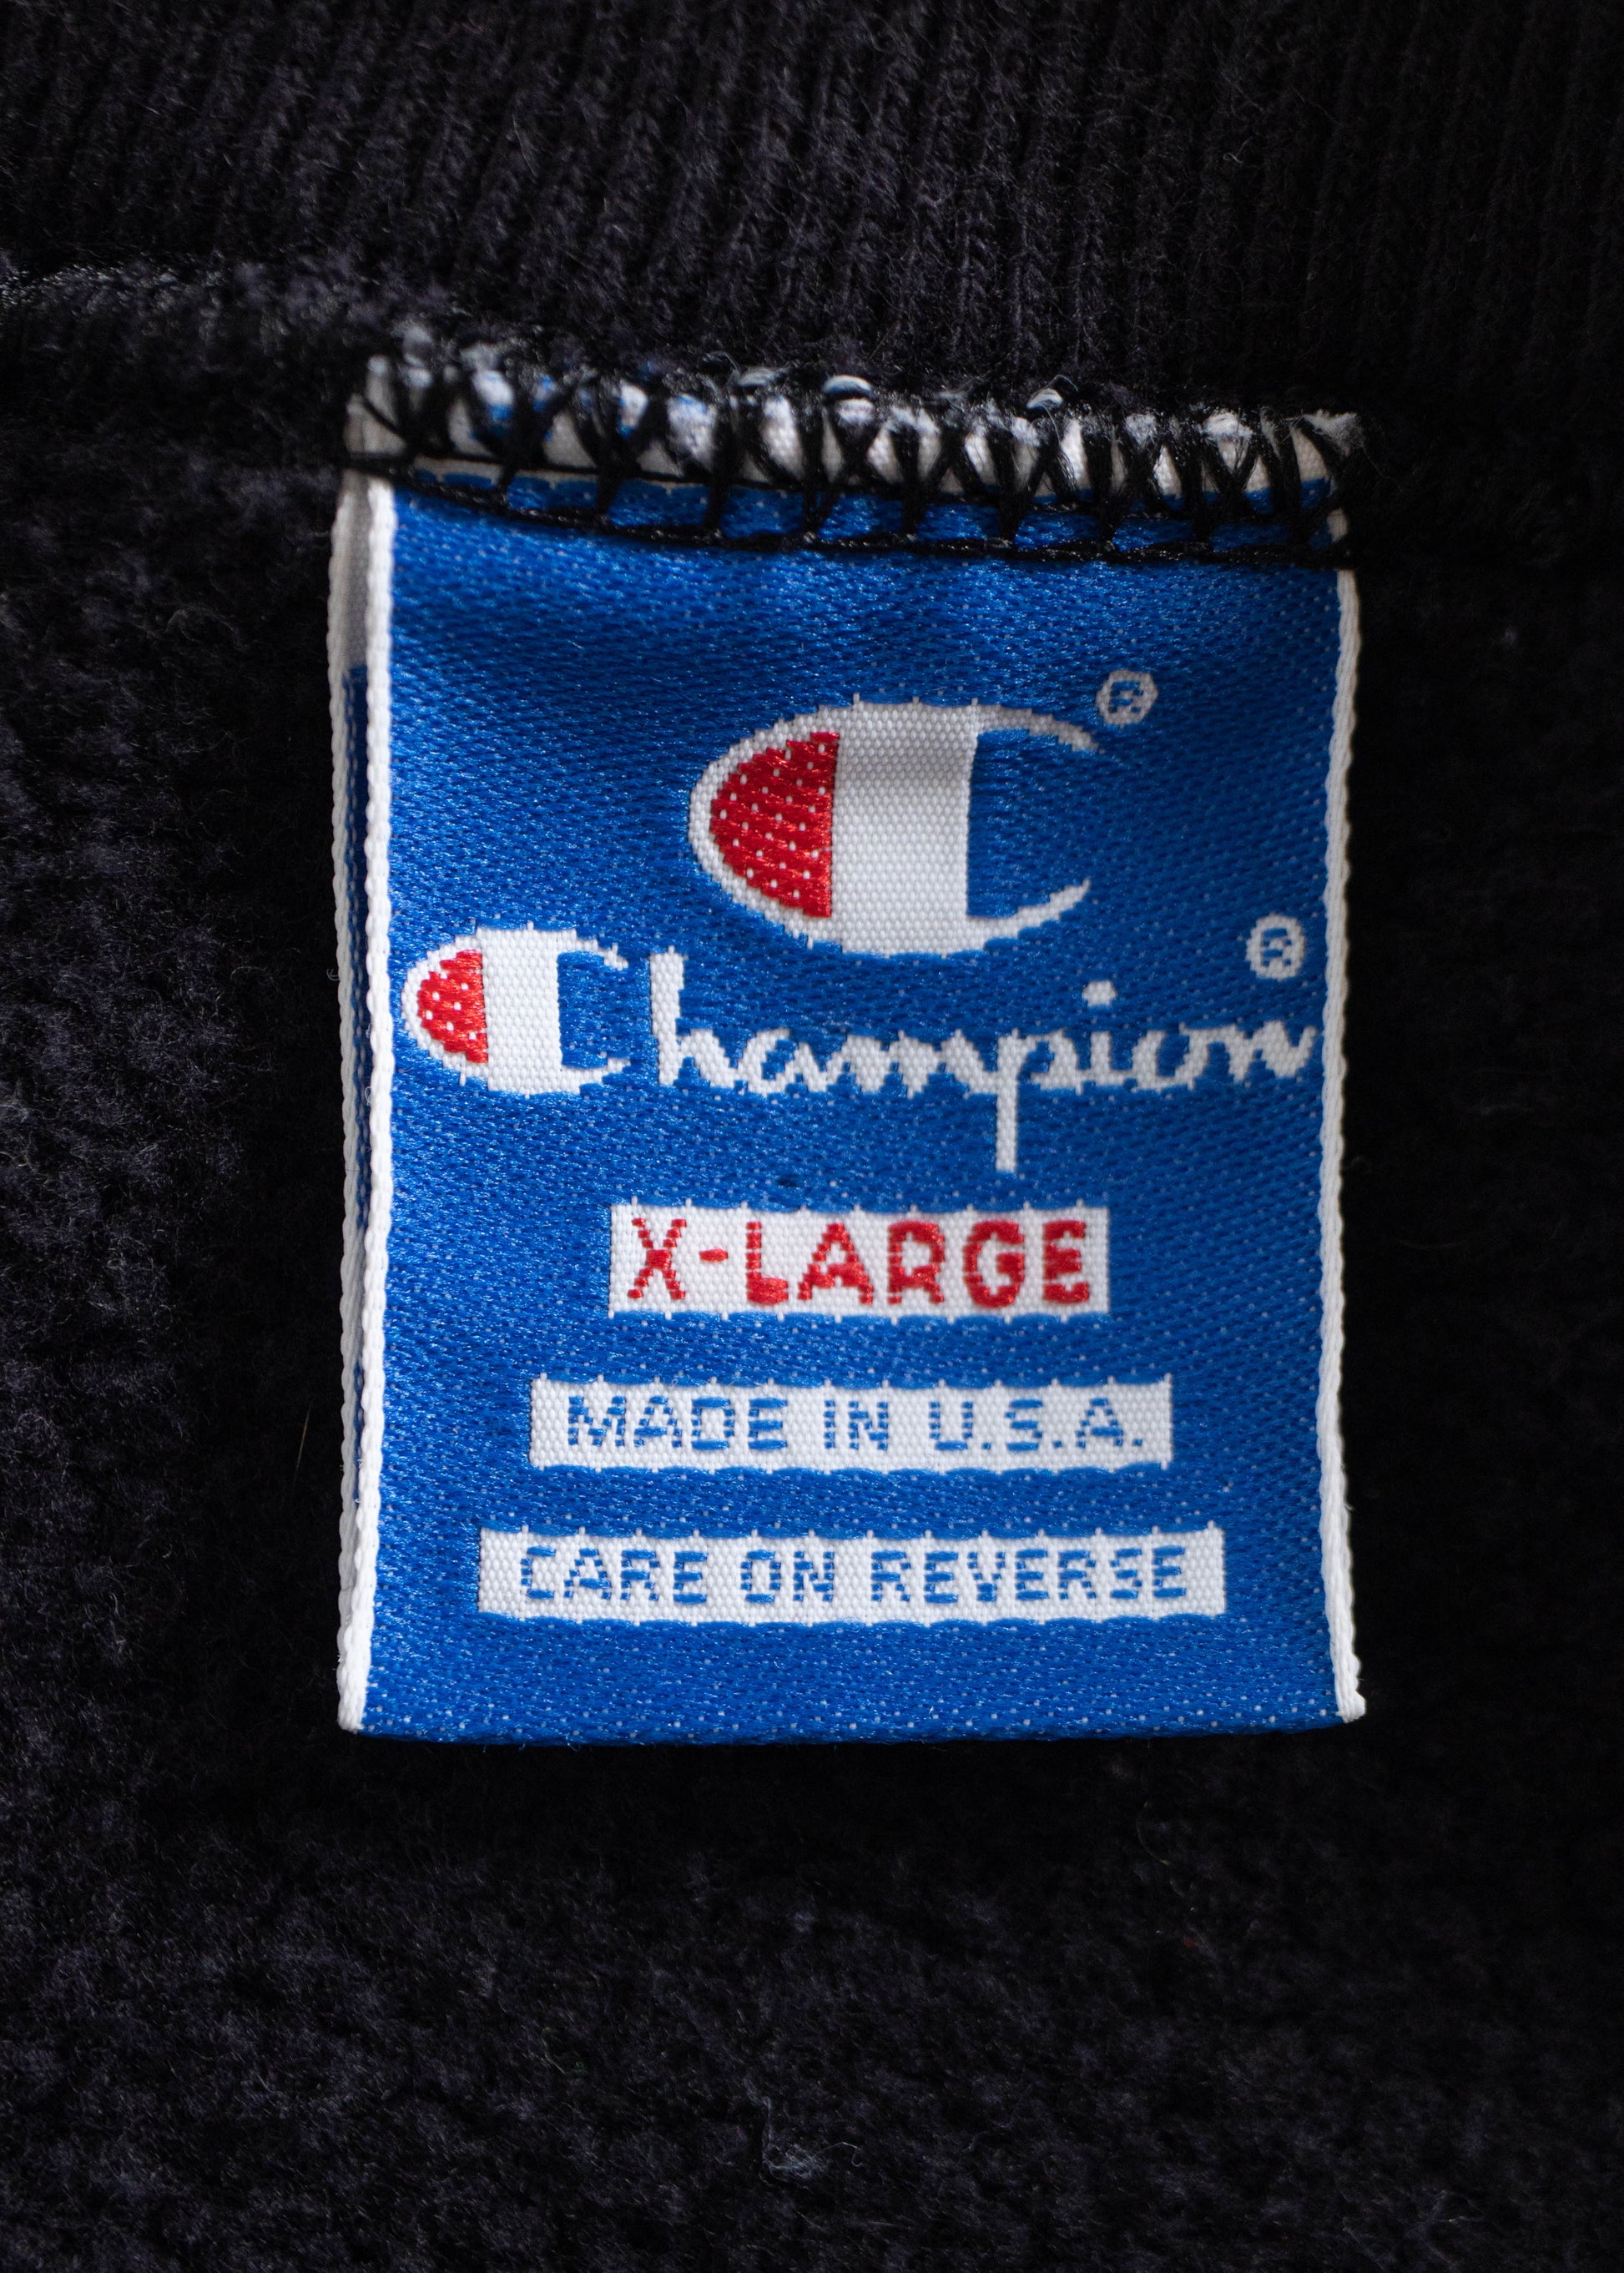 C®
Champion®
X-LARGE
MADE IN U.S.A.
CARE ON REVERSE